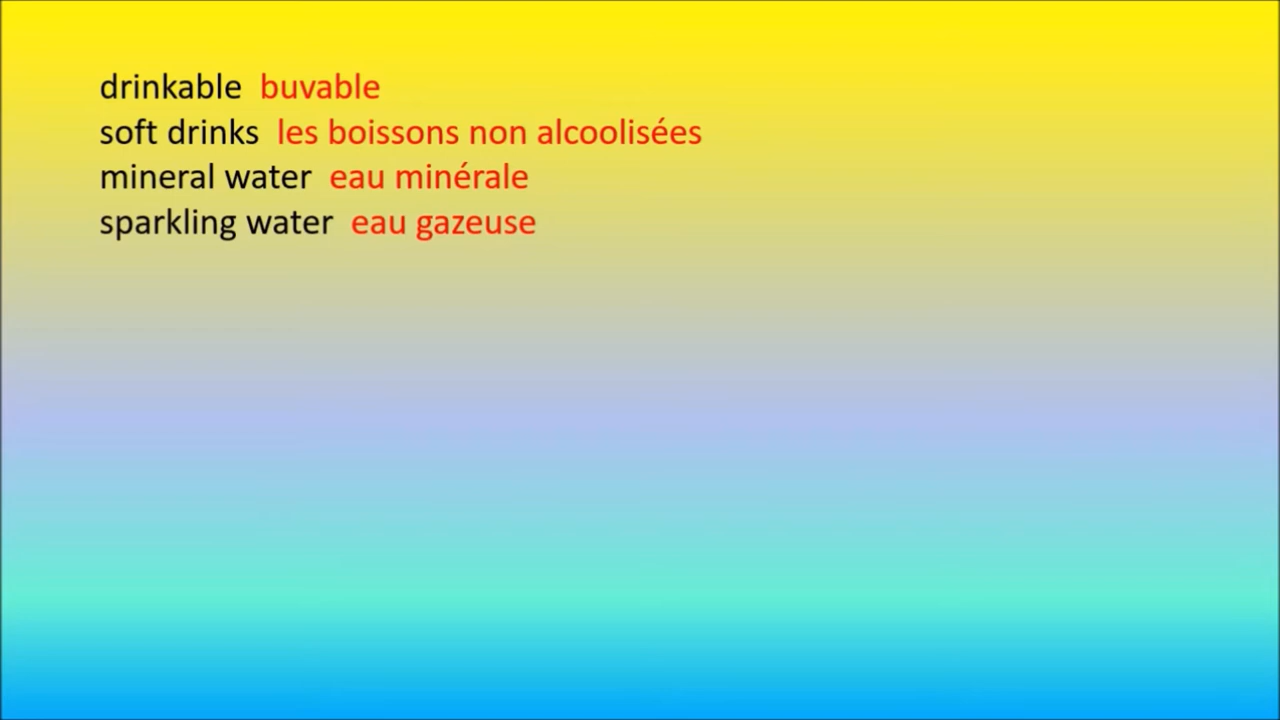 drinkable buvable
soft drinks les boissons non alcoolisées
mineral water eau minérale
sparkling water eau gazeuse